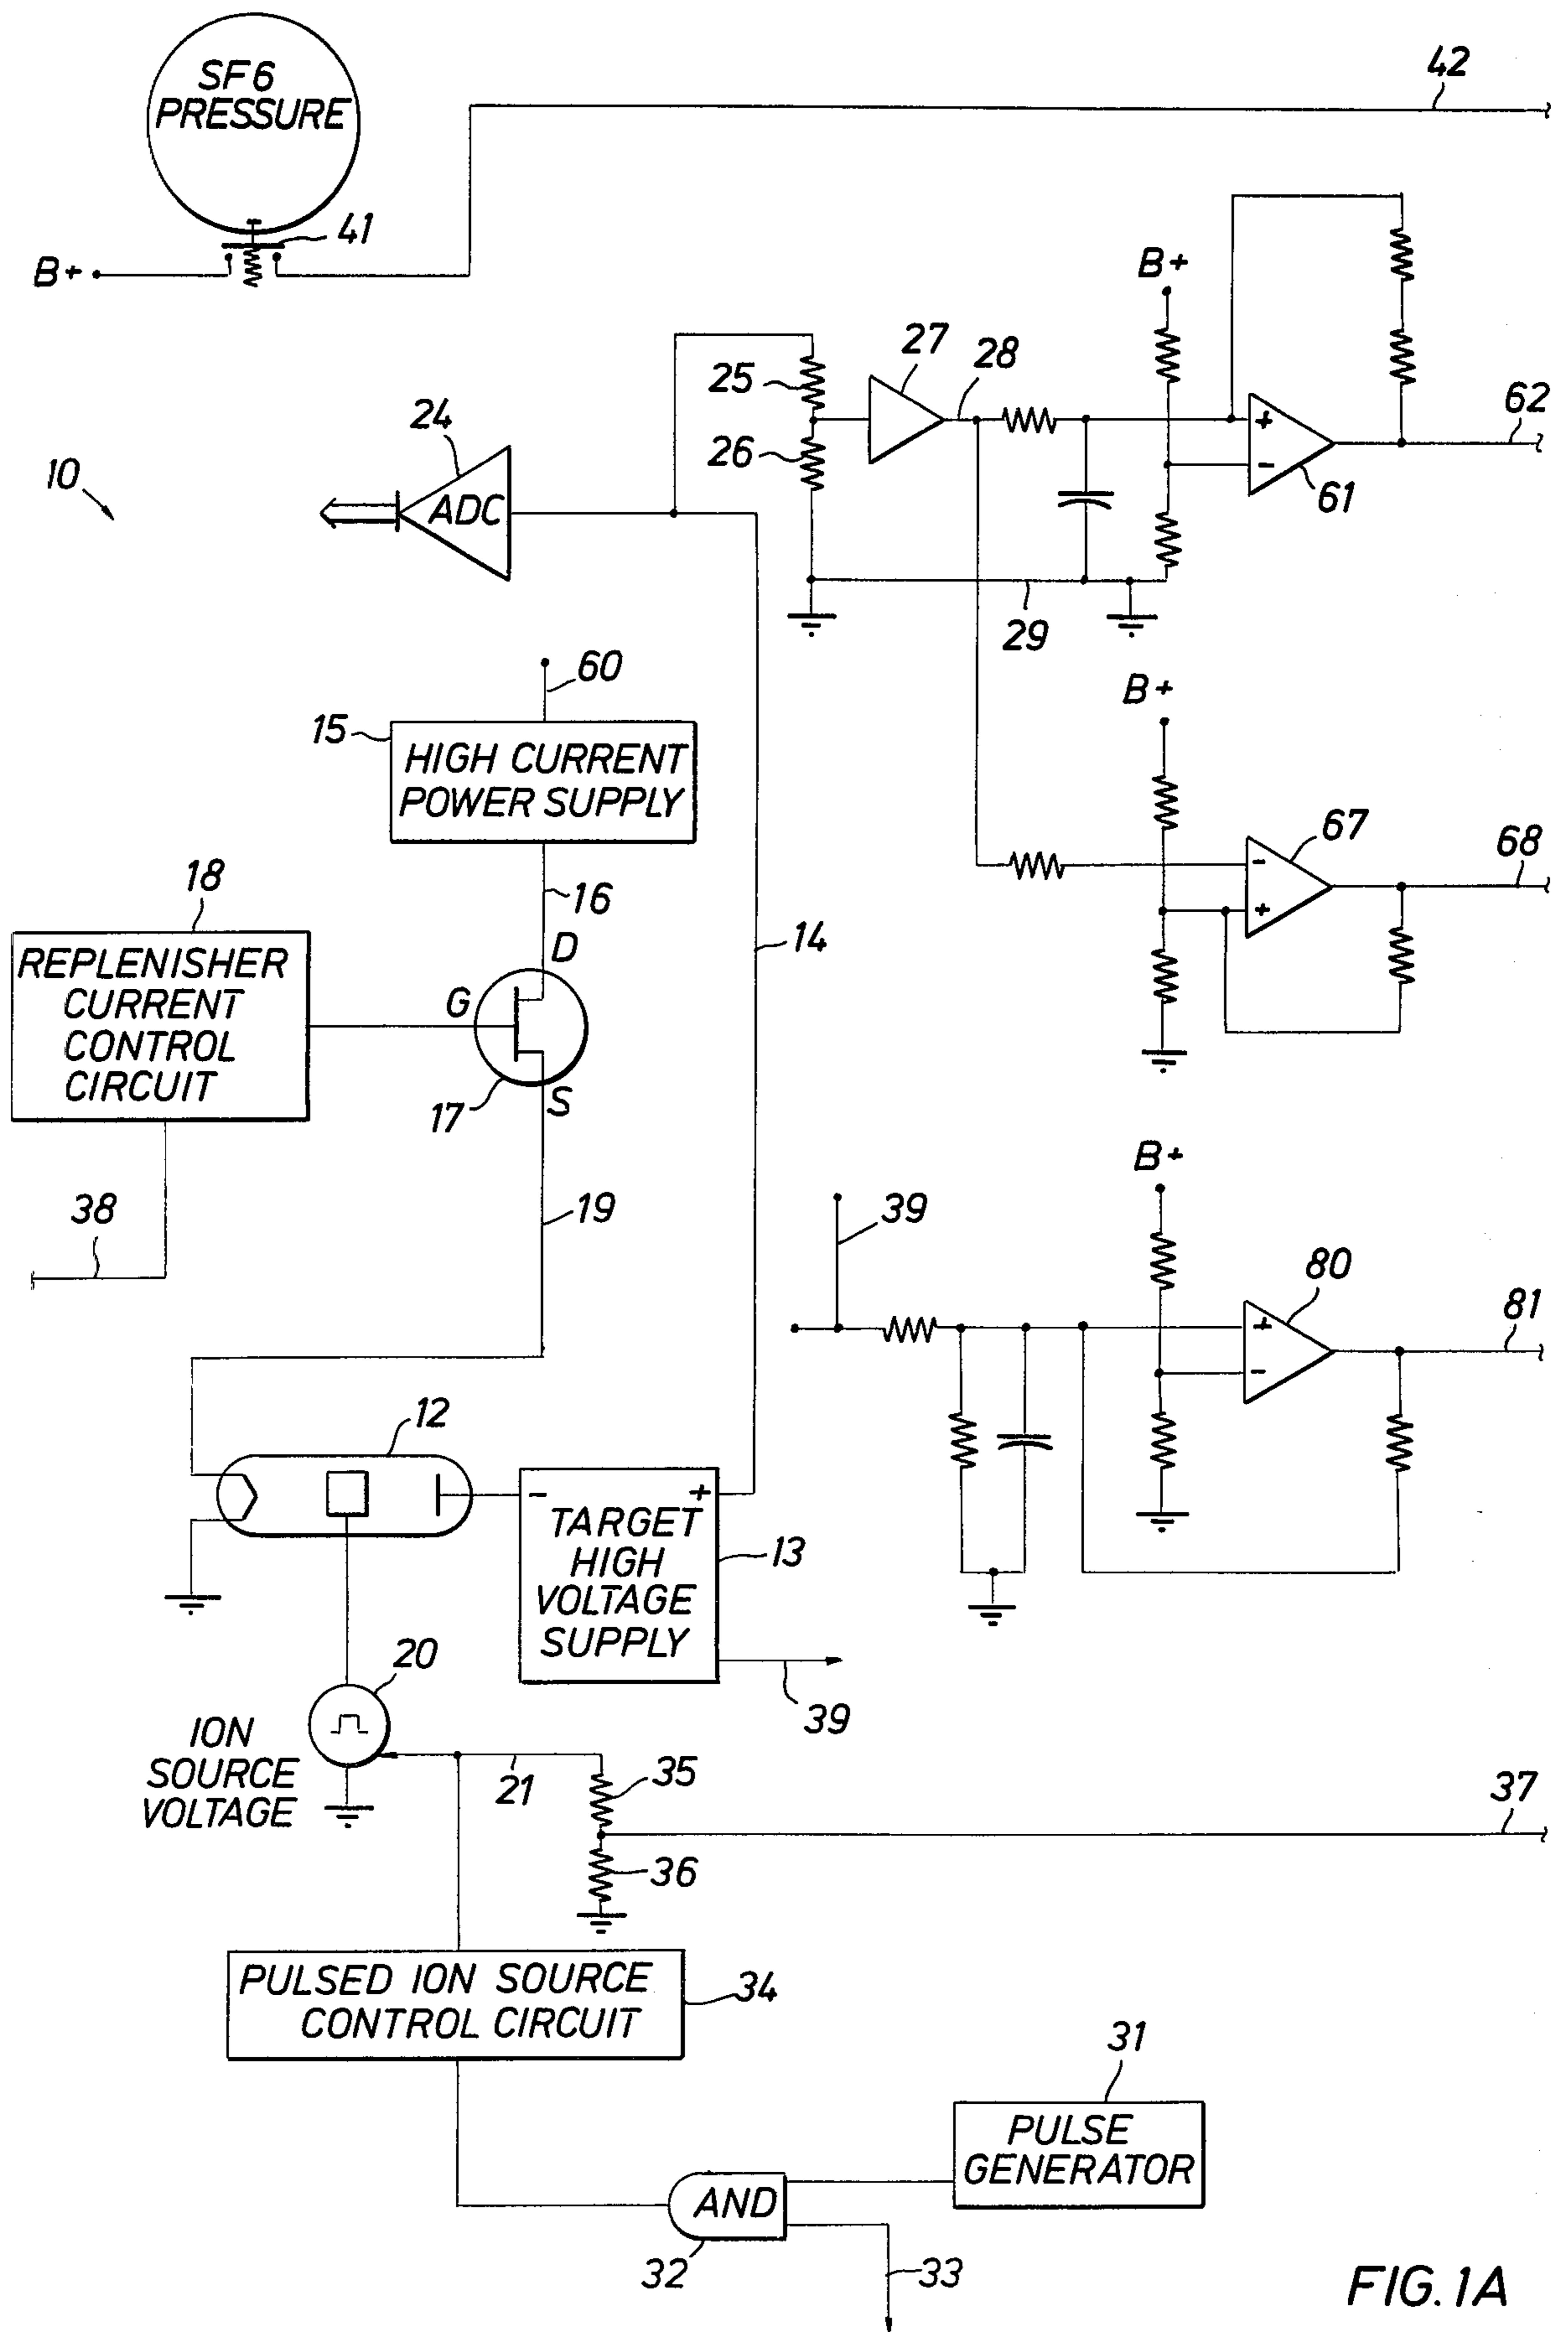 SF6
PRESSURE
42
41
B+
B+
27
28
25
24
62
26
10
ADC
+
-
61
29
60
B+
15
HIGH CURRENT
POWER SUPPLY
67
68
18
16
-
14
D
+
REPLENISHER
CURRENT
CONTROL
CIRCUIT
G
17
S
B+
38
19
39
80
81
+
-
12
-
+
TARGET
HIGH
VOLTAGE
SUPPLY
13
20
39
ION
SOURCE
VOLTAGE
21
35
37
36
PULSED ION SOURCE
CONTROL CIRCUIT
34
31
PULSE
GENERATOR
AND
32
33
FIG. 1A